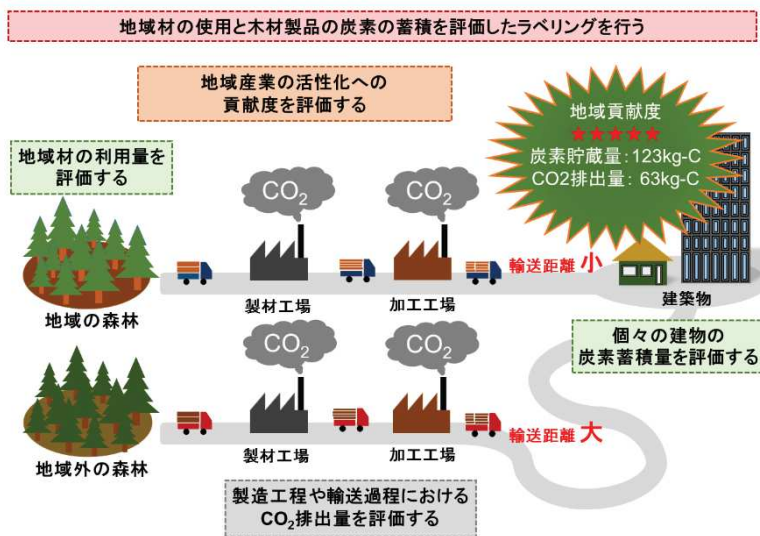 地域材の使用と木材製品の炭素の蓄積を評価したラベリングを行う
地域産業の活性化への
貢献度を評価する
地域貢献度
★★★★★
炭素貯蔵量：123kg-C
CO2排出量： 63kg-C
地域材の利用量を
評価する
CO₂
CO₂
輸送距離 小
地域の森林
製材工場
加工工場
建築物
CO₂
CO₂
個々の建物の
炭素蓄積量を評価する
輸送距離 大
地域外の森林
製材工場
加工工場
製造工程や輸送過程における
CO₂排出量を評価する